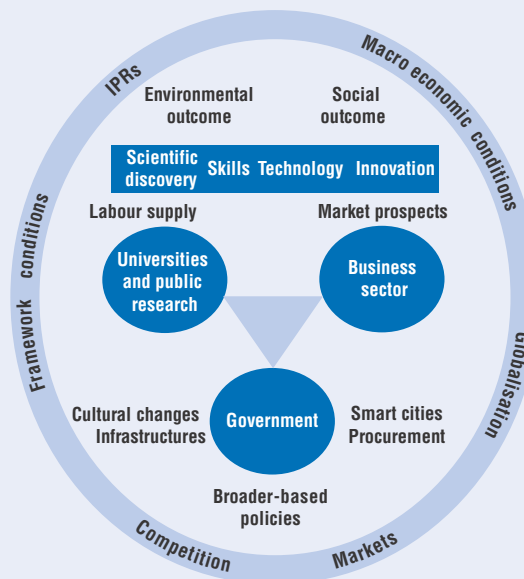 IPRs
Macro economic conditions
Environmental
outcome
Social
outcome
Scientific
discovery
Skills
Technology
Innovation
Labour supply
Market prospects
Universities
and public
research
Business
sector
Framework conditions
Globalisation
Cultural changes
Infrastructures
Government
Smart cities
Procurement
Broader-based
policies
Competition
Markets